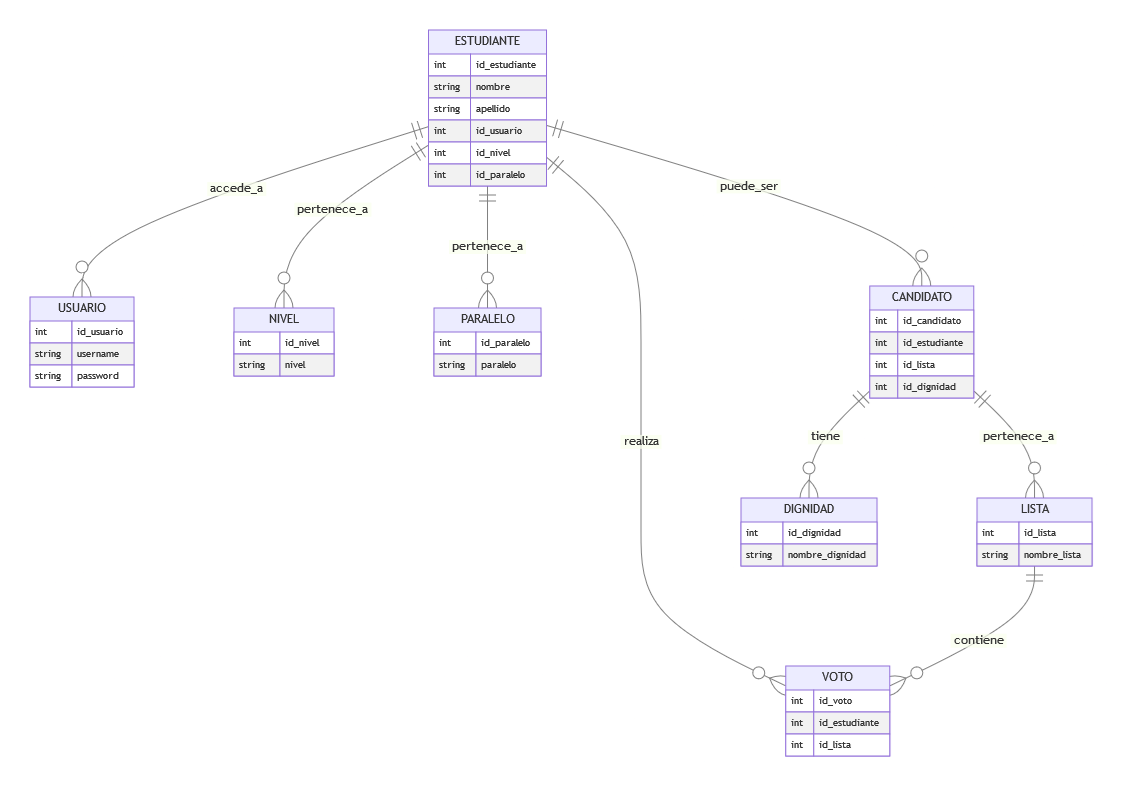 ESTUDIANTE
int id_estudiante
string nombre
string apellido
int id_usuario
int id_nivel
int id_paralelo
accede_a
pertenece_a
pertenece_a
puede_ser
USUARIO
int id_usuario
string username
string password
NIVEL
int id_nivel
string nivel
PARALELO
int id_paralelo
string paralelo
CANDIDATO
int id_candidato
int id_estudiante
int id_lista
int id_dignidad
realiza
tiene
pertenece_a
DIGNIDAD
int id_dignidad
string nombre_dignidad
LISTA
int id_lista
string nombre_lista
contiene
VOTO
int id_voto
int id_estudiante
int id_lista